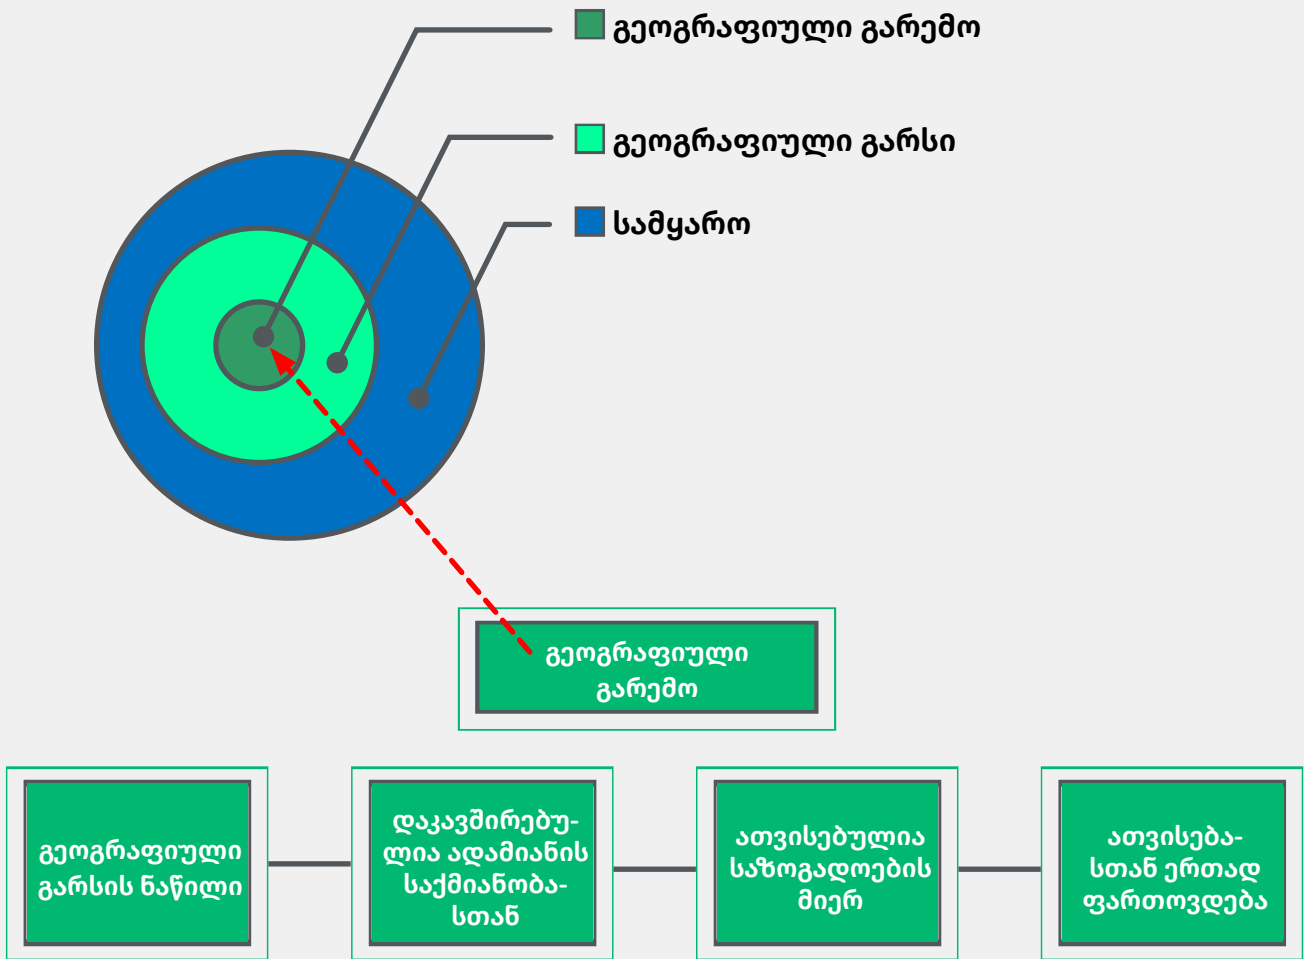 გეოგრაფიული გარემო
გეოგრაფიული გარსი
სამყარო
გეოგრაფიული
გარემო
გეოგრაფიული
გარსის ნაწილი
დაკავშირებუ-
ლია ადამიანის
საქმიანობა-
სთან
ათვისებულია
საზოგადოების
მიერ
ათვისება-
სთან ერთად
ფართოვდება